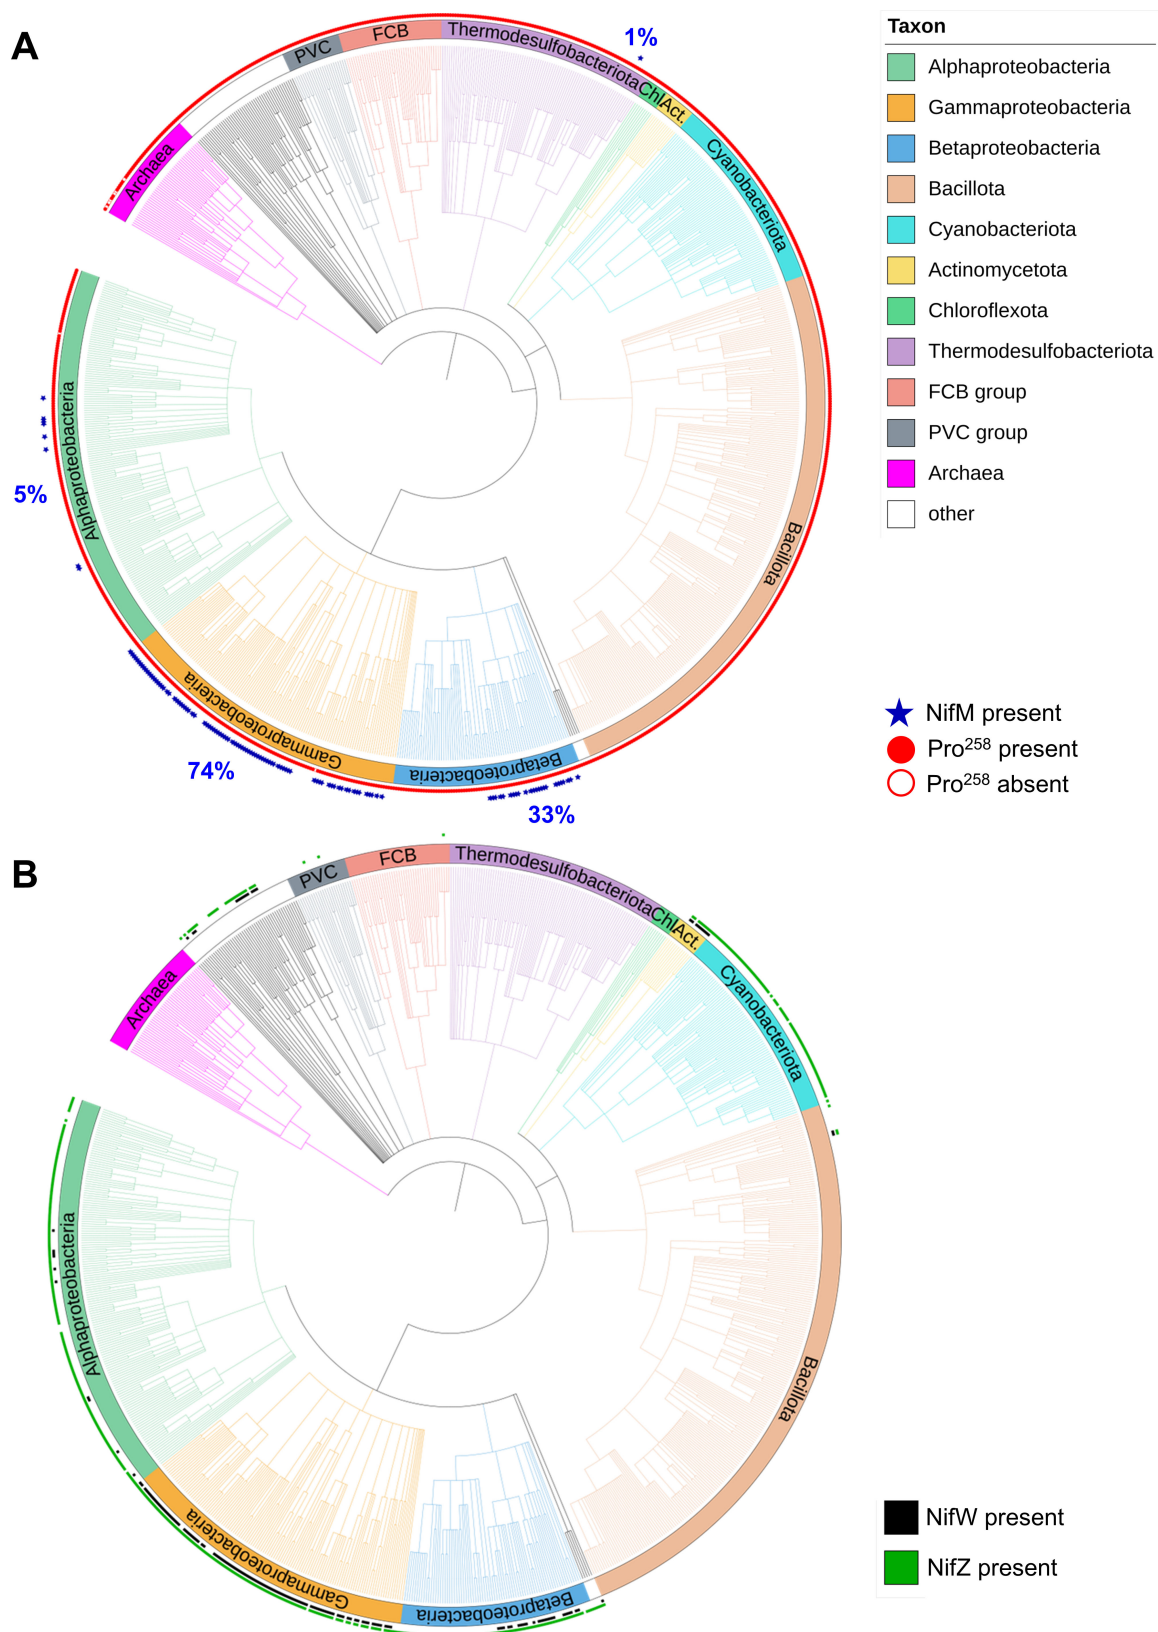 A
1%
PVC
FCB
Thermodesulfobacteriota
Chl
Act.
Cyanobacteriota
Archaea
Bacillota
Alphaproteobacteria
5%
Gammaproteobacteria
74%
Betaproteobacteria
33%
Taxon
Alphaproteobacteria
Gammaproteobacteria
Betaproteobacteria
Bacillota
Cyanobacteriota
Actinomycetota
Chloroflexota
Thermodesulfobacteriota
FCB group
PVC group
Archaea
other
NifM present
Pro²⁵⁸ present
Pro²⁵⁸ absent
B
PVC
FCB
Thermodesulfobacteriota
Chl
Act.
Cyanobacteriota
Archaea
Bacillota
Alphaproteobacteria
Gammaproteobacteria
Betaproteobacteria
NifW present
NifZ present